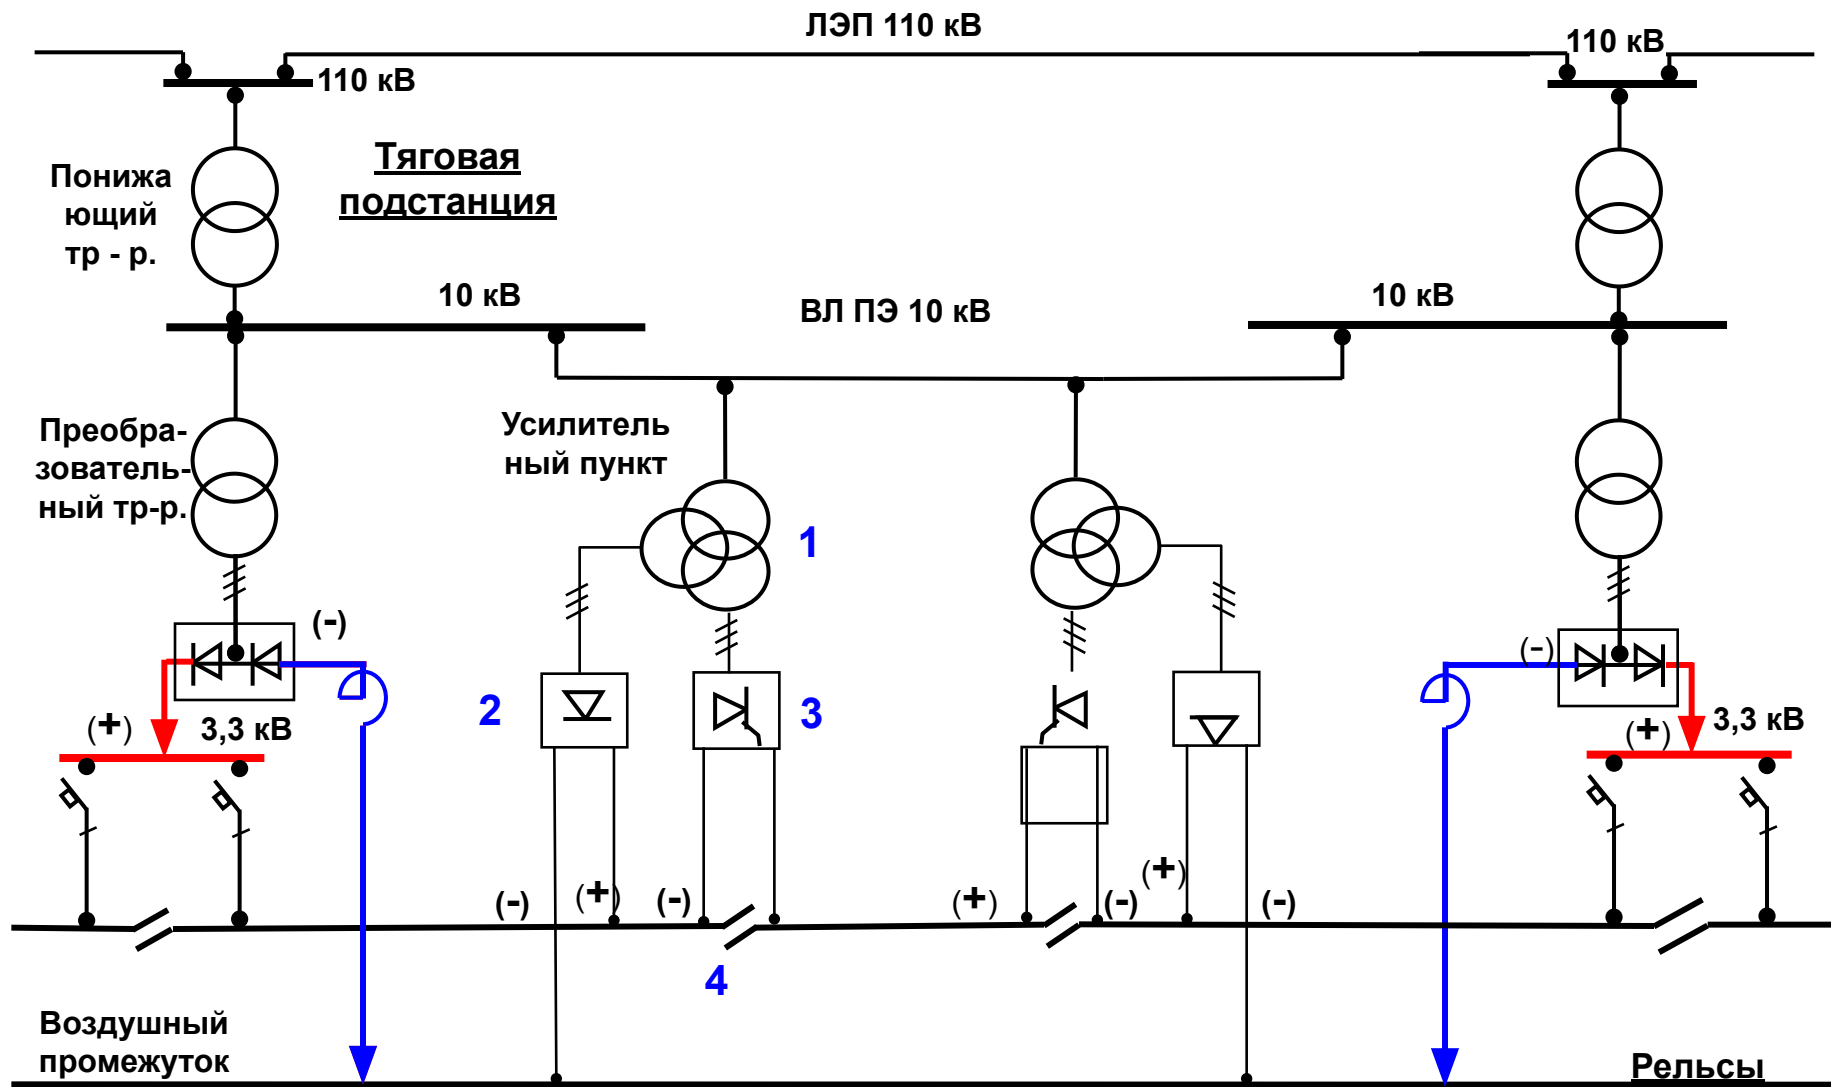 ЛЭП 110 кВ
110 кВ
110 кВ
Тяговая
подстанция
Понижа
ющий
тр - р.
10 кВ
ВЛ ПЭ 10 кВ
10 кВ
Усилитель
ный пункт
Преобра-
зователь-
ный тр-р.
1
(-)
(-)
2
3
(+)
3,3 кВ
(+)
3,3 кВ
(-)
(+)
(-)
(+)
(-)
(+)
(-)
4
Воздушный
промежуток
Рельсы